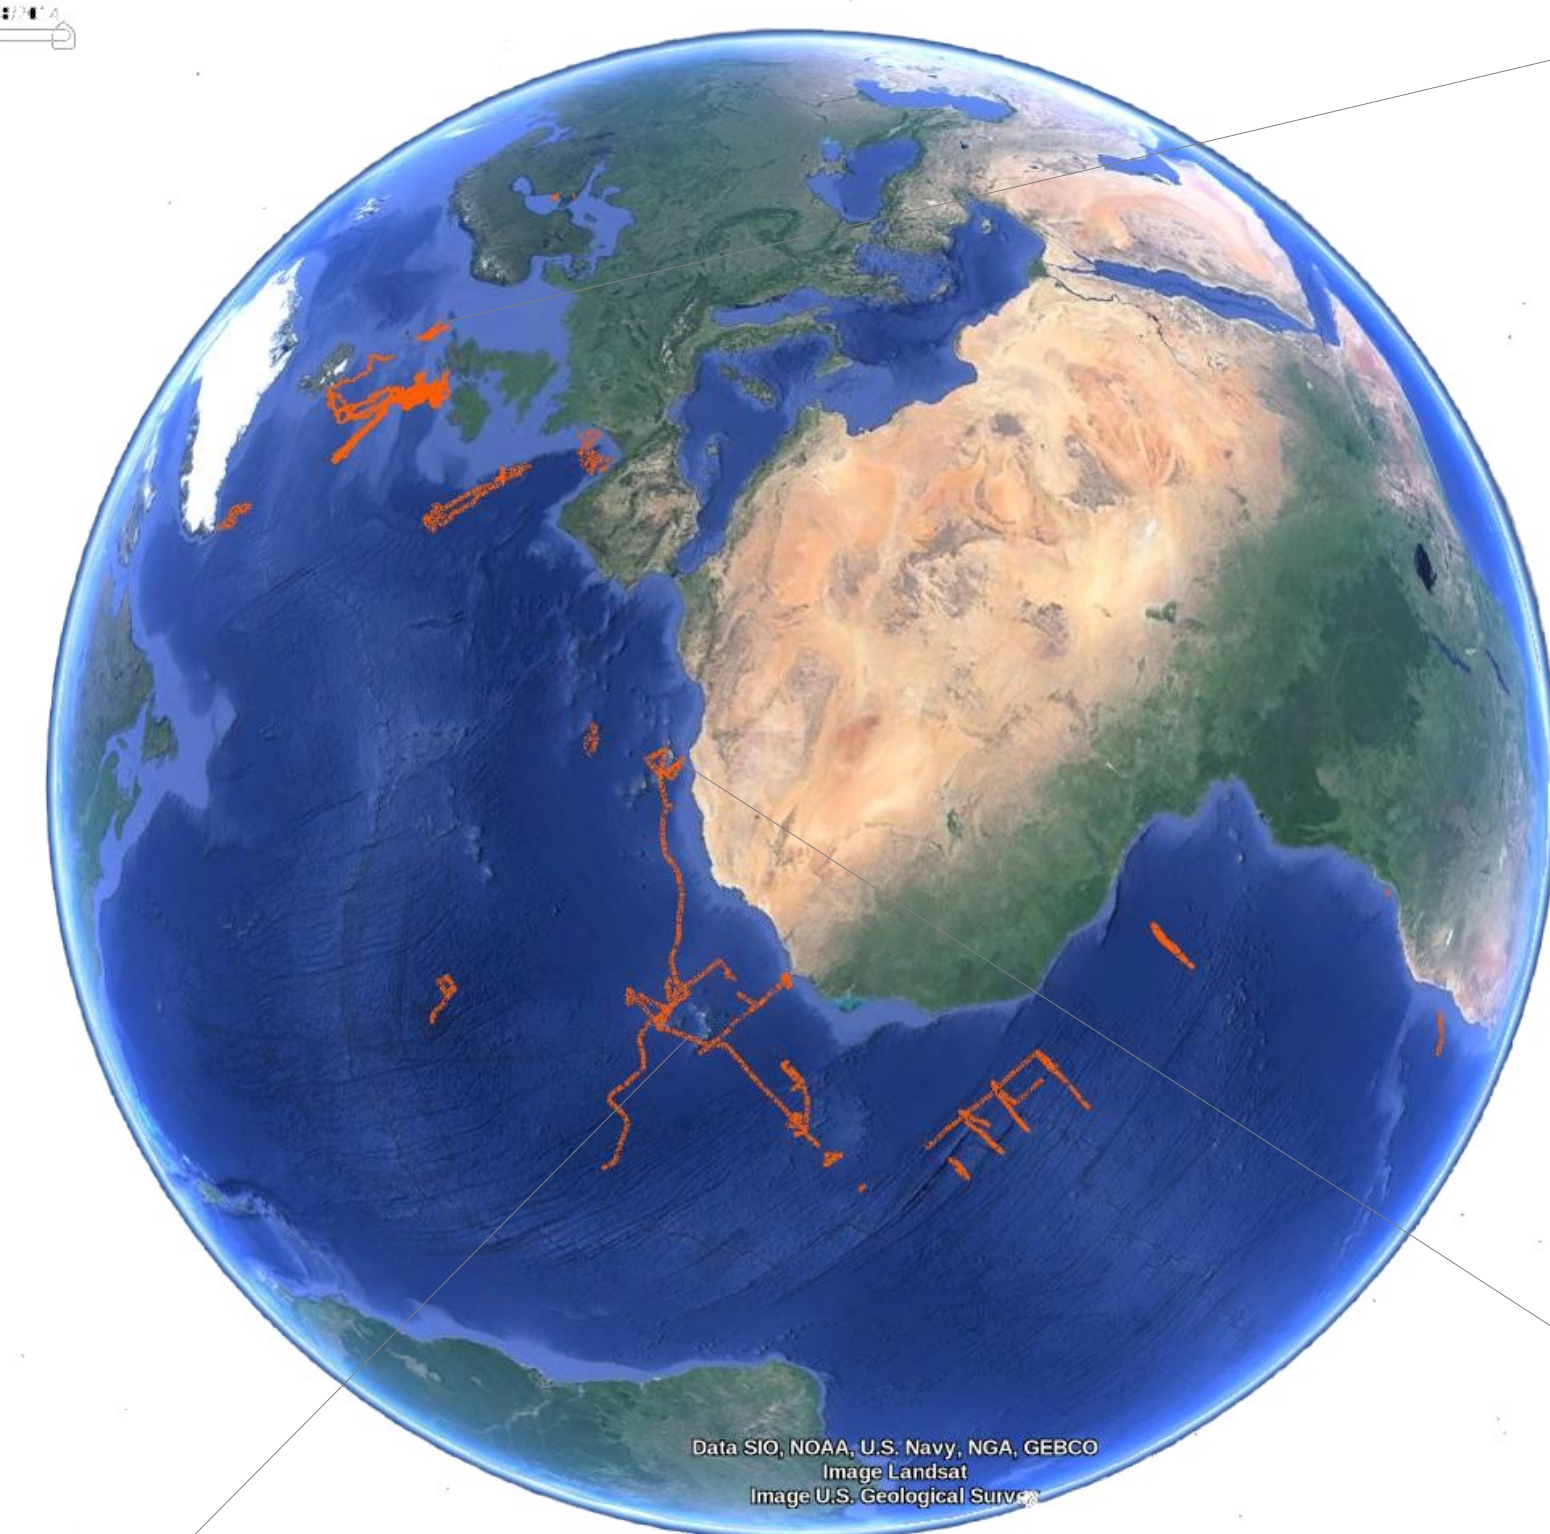 Data SIO, NOAA, U.S. Navy, NGA, GEBCO
Image Landsat
Image U.S. Geological Survey